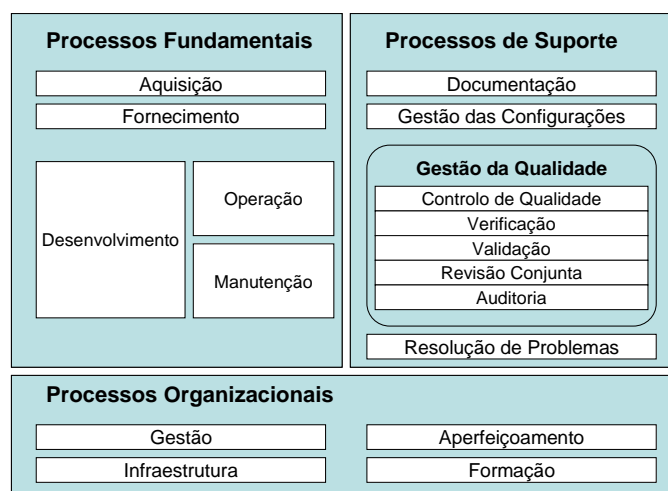 Processos Fundamentais
Aquisição
Fornecimento
Desenvolvimento
Operação
Manutenção
Processos de Suporte
Documentação
Gestão das Configurações
Gestão da Qualidade
Controlo de Qualidade
Verificação
Validação
Revisão Conjunta
Auditoria
Resolução de Problemas
Processos Organizacionais
Gestão
Aperfeiçoamento
Infraestrutura
Formação